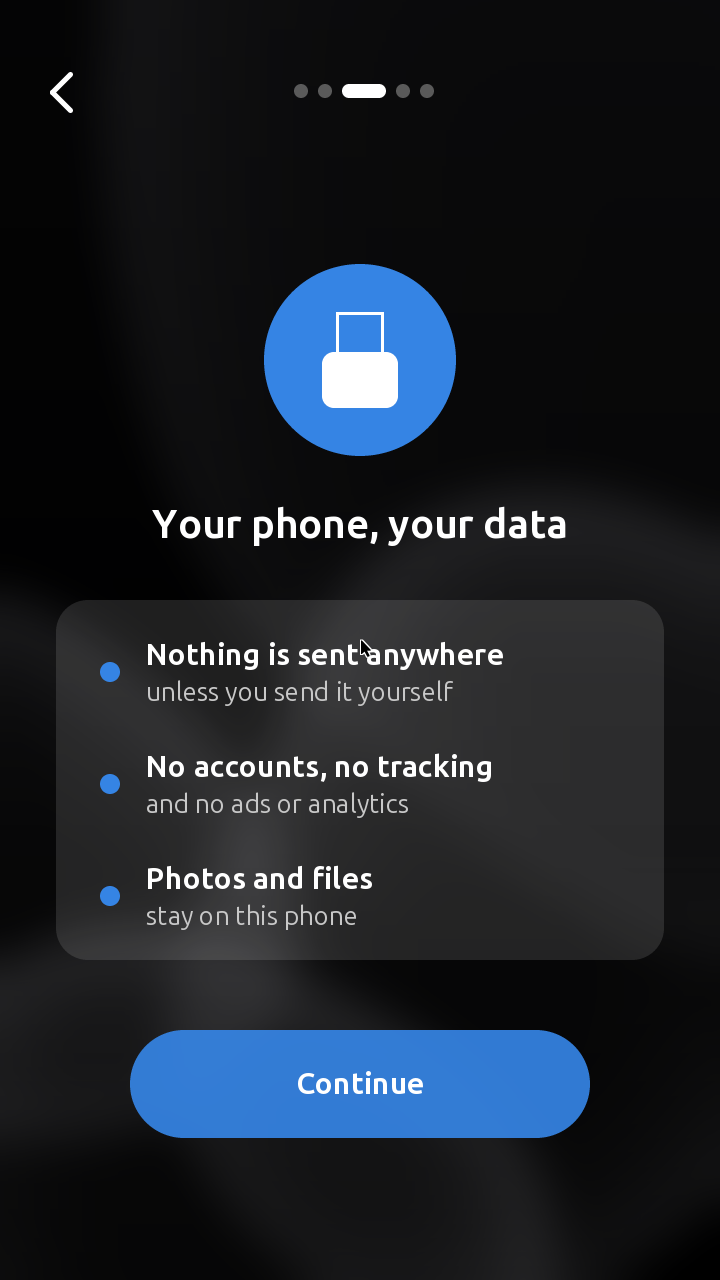 Your phone, your data
Nothing is sent anywhere
unless you send it yourself
No accounts, no tracking
and no ads or analytics
Photos and files
stay on this phone
Continue